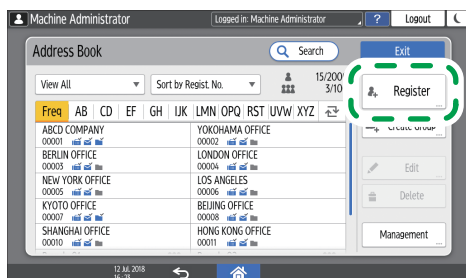 Machine Administrator
Logged in: Machine Administrator
?
Logout
Address Book
Search
Exit
View All
Sort by Regist. No.
15/2000
3/10
Register
Freq AB CD EF GH IJK LMN OPQ RST UVW XYZ
Create Group
ABCD COMPANY
00001
YOKOHAMA OFFICE
00002
BERLIN OFFICE
00003
LONDON OFFICE
00004
Edit
NEW YORK OFFICE
00005
LOS ANGELES
00006
Delete
KYOTO OFFICE
00007
BEIJING OFFICE
00008
SHANGHAI OFFICE
00010
HONG KONG OFFICE
00011
Management
12 Jul. 2018